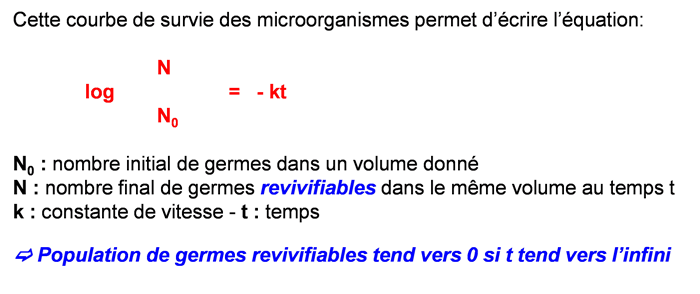 Cette courbe de survie des microorganismes permet d’écrire l’équation:
N
log = - kt
N₀
N₀ : nombre initial de germes dans un volume donné
N : nombre final de germes revivifiables dans le même volume au temps t
k : constante de vitesse - t : temps
⇨ Population de germes revivifiables tend vers 0 si t tend vers l’infini